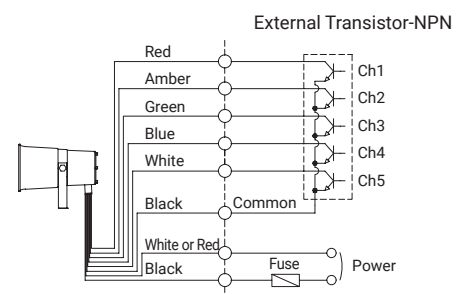 External Transistor-NPN
Red
Ch1
Amber
Ch2
Green
Ch3
Blue
Ch4
White
Ch5
Black
Common
White or Red
Black
Fuse
Power